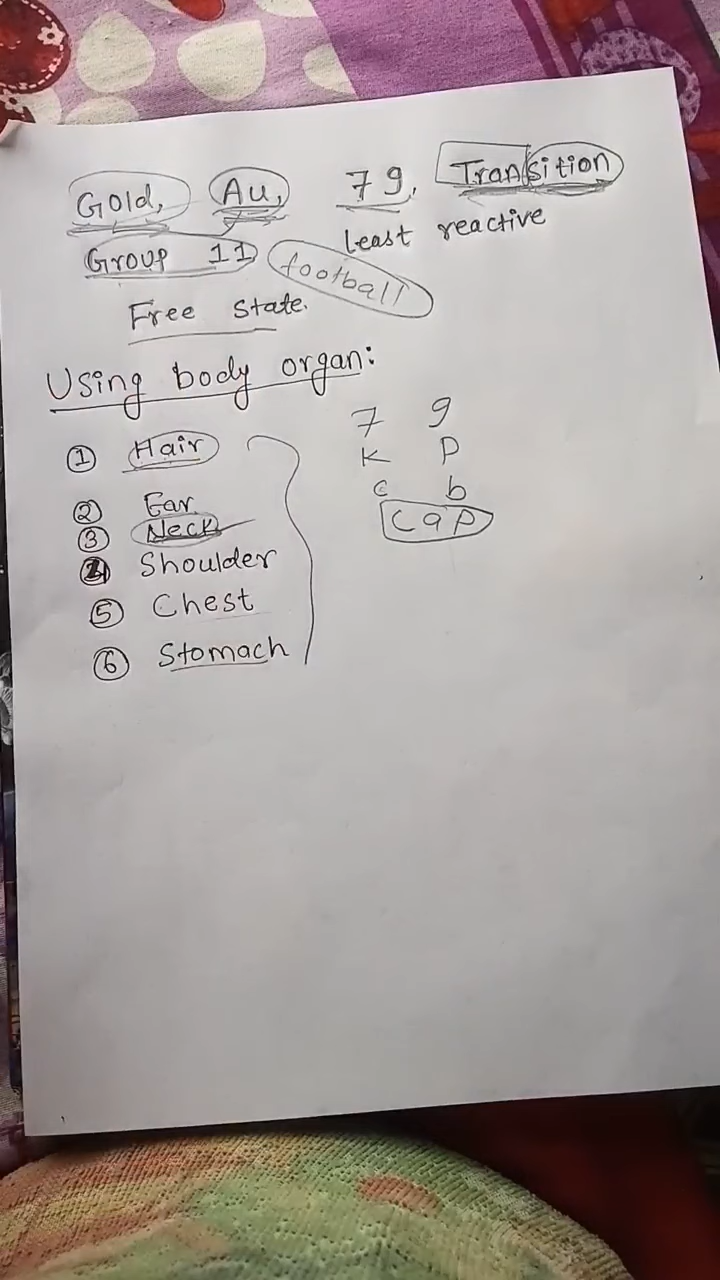 Gold, Au, 79, Transition
Group 11 least reactive
football
Free state.
Using body organ:
① Hair
② Ear
③ Neck
4 Shoulder
⑤ Chest
⑥ Stomach
7 9
K P
c b
Cap